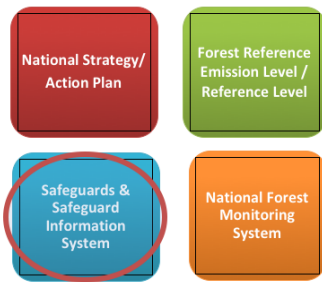 National Strategy/
Action Plan
Forest Reference
Emission Level /
Reference Level
Safeguards &
Safeguard
Information
System
National Forest
Monitoring
System